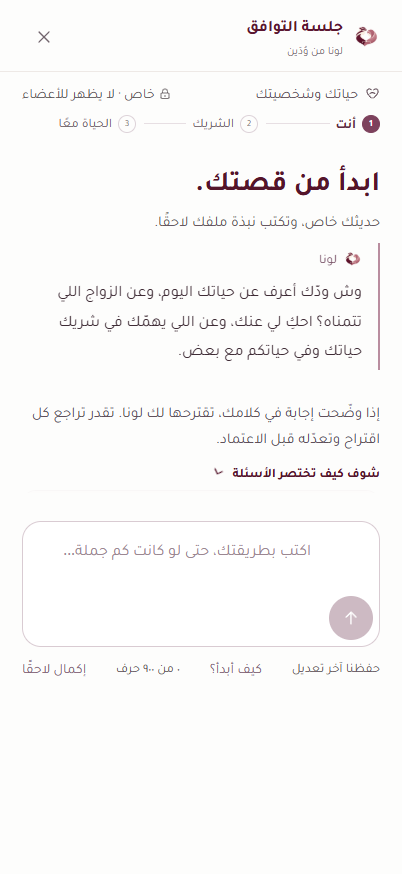 جلسة التوافق
لونا من وُدّين
حياتك وشخصيتك
خاص · لا يظهر للأعضاء
1 أنت
2 الشريك
3 الحياة معًا
ابدأ من قصتك.
حديثك خاص، وتكتب نبذة ملفك لاحقًا.
لونا
وش ودّك أعرف عن حياتك اليوم، وعن الزواج اللي
تتمناه؟ احكِ لي عنك، وعن اللي يهمّك في شريك
حياتك وفي حياتكم مع بعض.
إذا وضّحت إجابة في كلامك، تقترحها لك لونا. تقدر تراجع كل
اقتراح وتعدّله قبل الاعتماد.
شوف كيف تختصر الأسئلة
اكتب بطريقتك، حتى لو كانت كم جملة...
حفظنا آخر تعديل
كيف أبدأ؟
٠ من ٩٠٠ حرف
إكمال لاحقًا